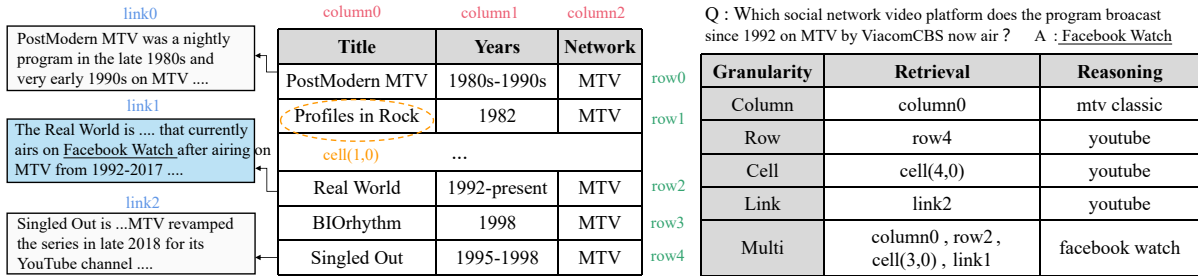 link0
PostModern MTV was a nightly
program in the late 1980s and
very early 1990s on MTV ....
link1
The Real World is .... that currently
airs on Facebook Watch after airing on
MTV from 1992-2017 ....
link2
Singled Out is ...MTV revamped
the series in late 2018 for its
YouTube channel ....
column0 column1 column2
Title Years Network
PostModern MTV 1980s-1990s MTV row0
Profiles in Rock 1982 MTV row1
cell(1,0) ...
Real World 1992-present MTV row2
BIOrhythm 1998 MTV row3
Singled Out 1995-1998 MTV row4
Q : Which social network video platform does the program broacast
since 1992 on MTV by ViacomCBS now air ? A : Facebook Watch
Granularity Retrieval Reasoning
Column column0 mtv classic
Row row4 youtube
Cell cell(4,0) youtube
Link link2 youtube
Multi column0 , row2 ,
cell(3,0) , link1 facebook watch